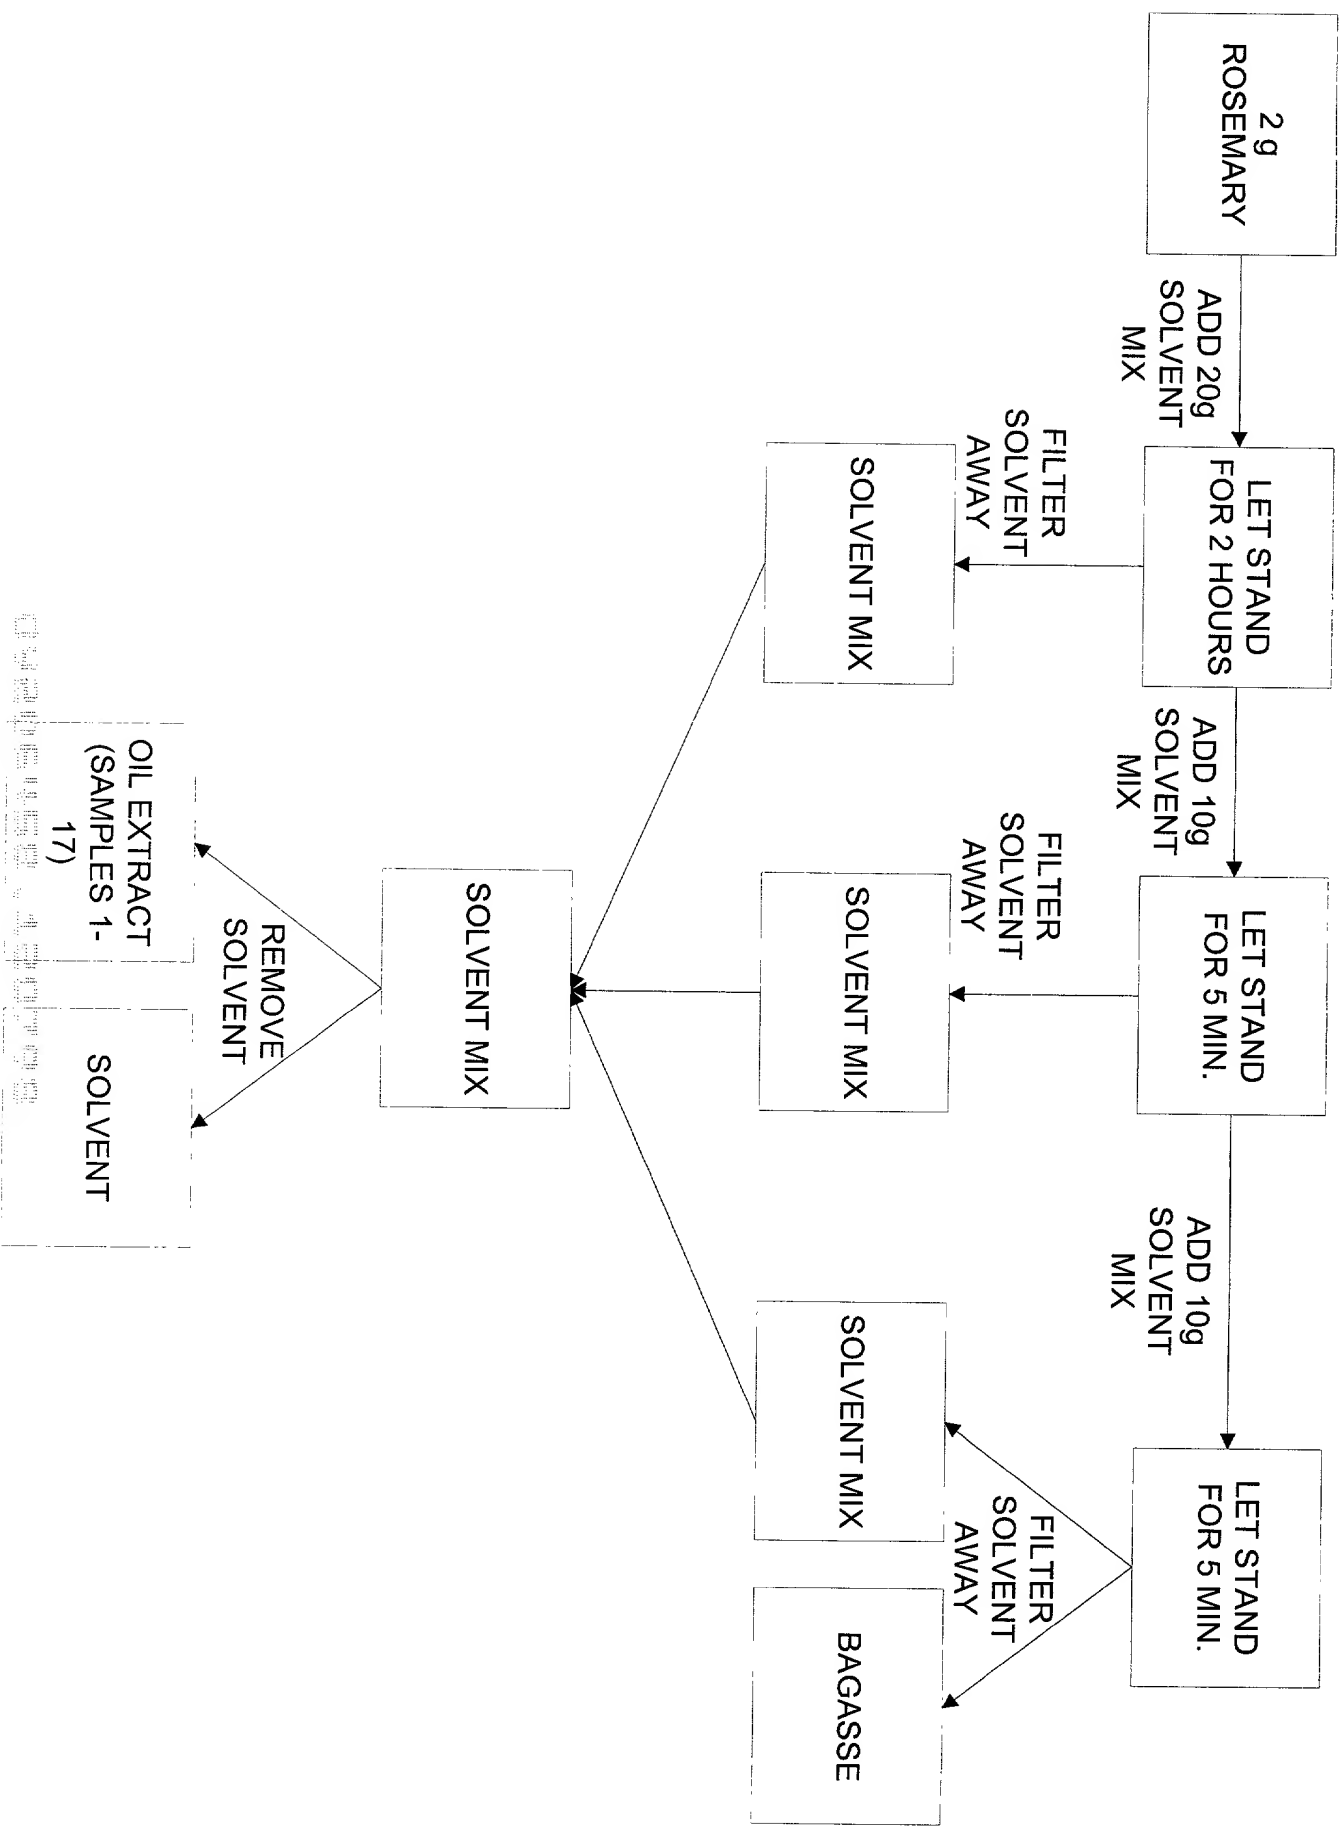 2 g
ROSEMARY
ADD 20g
SOLVENT
MIX
LET STAND
FOR 2 HOURS
ADD 10g
SOLVENT
MIX
LET STAND
FOR 5 MIN.
ADD 10g
SOLVENT
MIX
LET STAND
FOR 5 MIN.
FILTER
SOLVENT
AWAY
FILTER
SOLVENT
AWAY
FILTER
SOLVENT
AWAY
SOLVENT MIX
SOLVENT MIX
SOLVENT MIX
BAGASSE
SOLVENT MIX
REMOVE
SOLVENT
OIL EXTRACT
(SAMPLES 1-
17)
SOLVENT